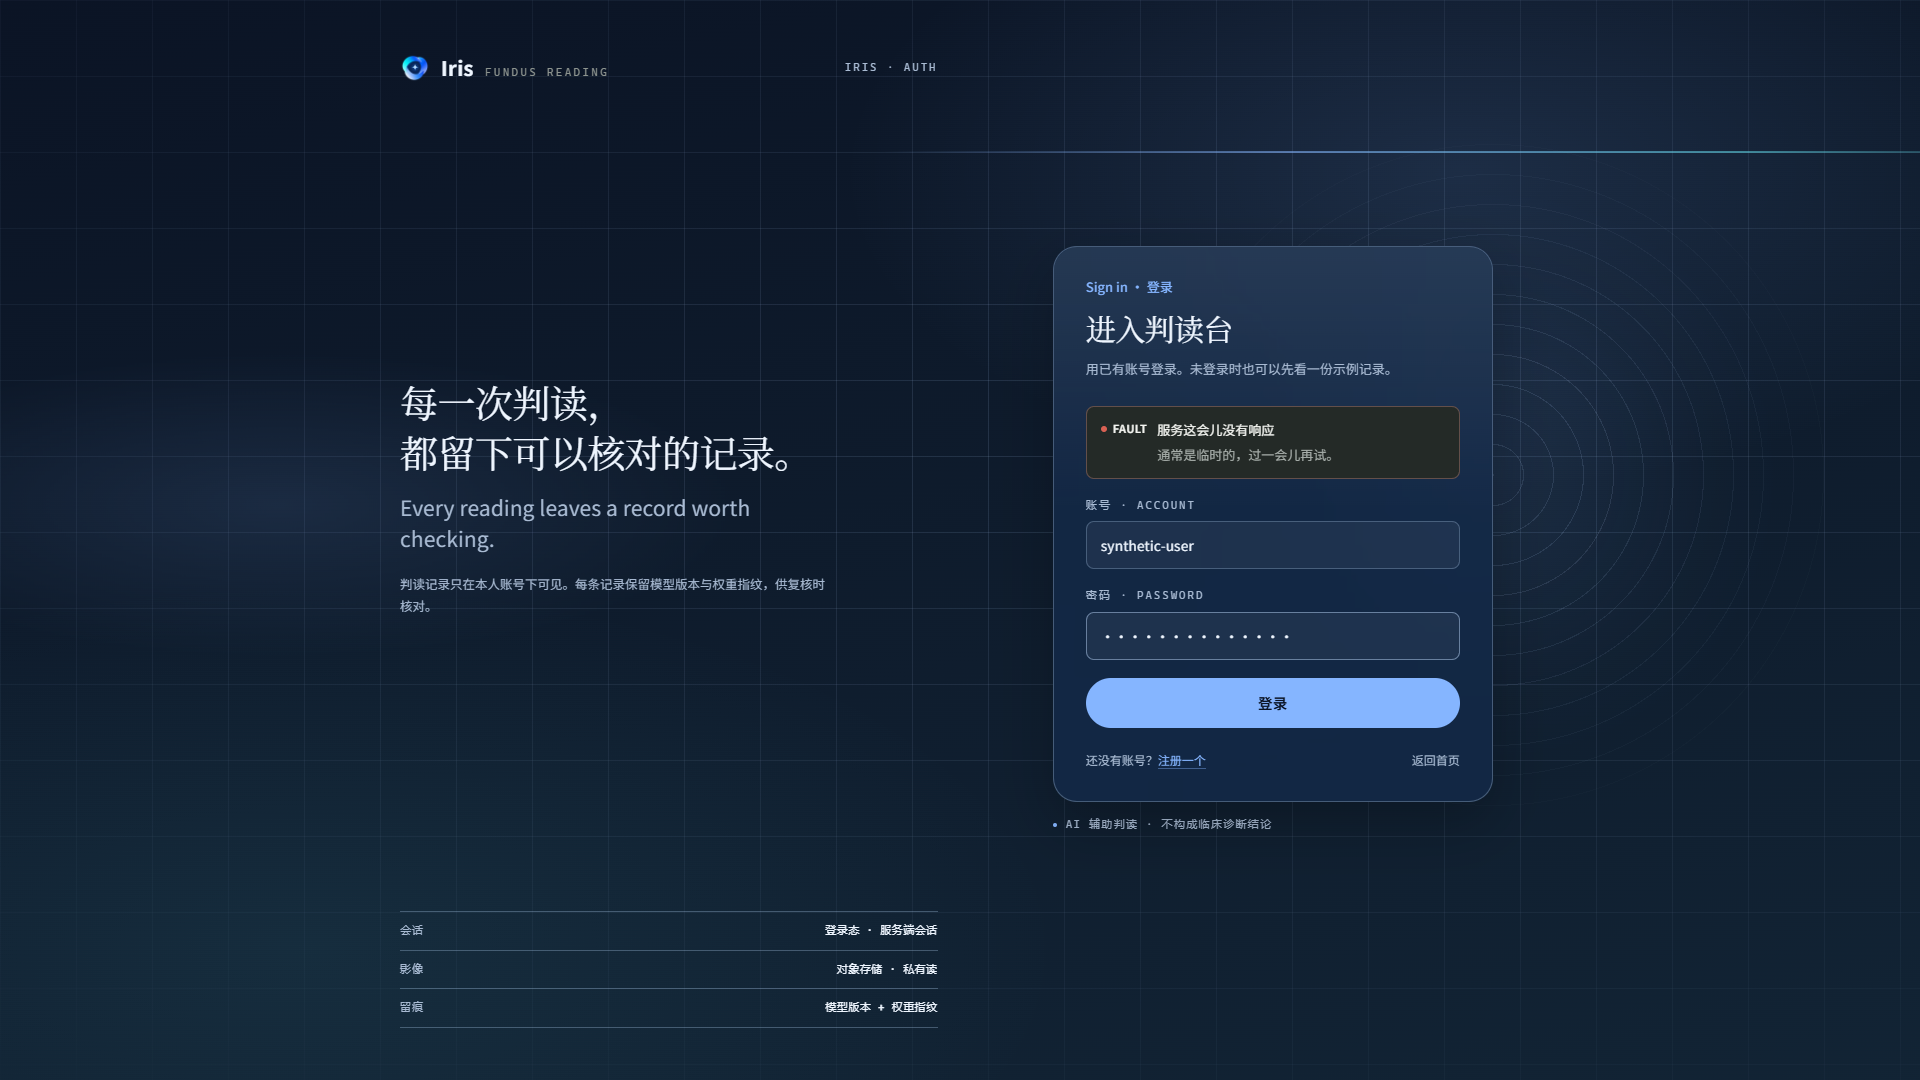 Iris FUNDUS READING
IRIS · AUTH
每一次判读，
都留下可以核对的记录。
Every reading leaves a record worth
checking.
判读记录只在本人账号下可见。每条记录保留模型版本与权重指纹，供复核时
核对。
会话 登录态 · 服务端会话
影像 对象存储 · 私有读
留痕 模型版本 + 权重指纹
Sign in · 登录
进入判读台
用已有账号登录。未登录时也可以先看一份示例记录。
FAULT 服务这会儿没有响应
通常是临时的，过一会儿再试。
账号 · ACCOUNT
synthetic-user
密码 · PASSWORD
••••••••••••••
登录
还没有账号？注册一个 返回首页
AI 辅助判读 · 不构成临床诊断结论